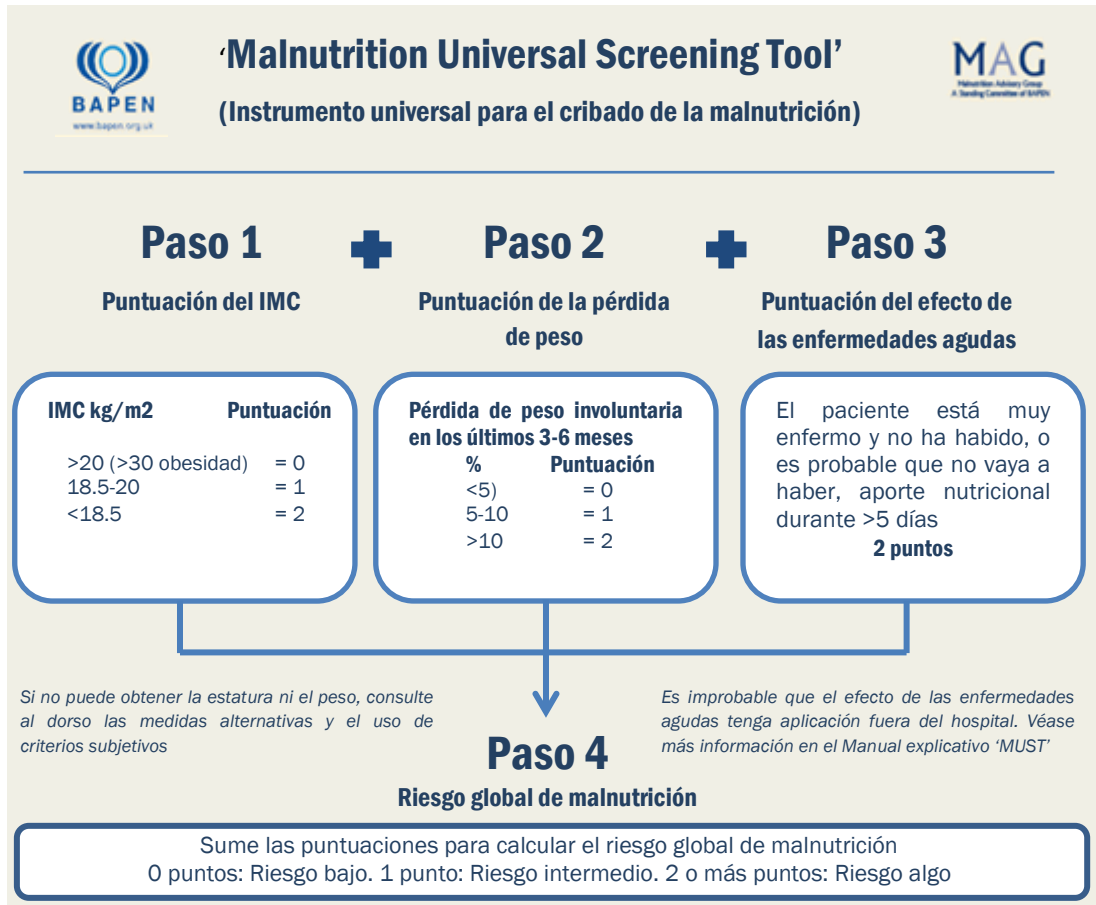 ‘Malnutrition Universal Screening Tool’
(Instrumento universal para el cribado de la malnutrición)
BAPEN
www.bapen.org.uk
MAG
Malnutrition Advisory Group
A Standing Committee of BAPEN
Paso 1
Puntuación del IMC
IMC kg/m2 Puntuación
>20 (>30 obesidad) = 0
18.5-20 = 1
<18.5 = 2
Paso 2
Puntuación de la pérdida
de peso
Pérdida de peso involuntaria
en los últimos 3-6 meses
% Puntuación
<5) = 0
5-10 = 1
>10 = 2
Paso 3
Puntuación del efecto de
las enfermedades agudas
El paciente está muy
enfermo y no ha habido, o
es probable que no vaya a
haber, aporte nutricional
durante >5 días
2 puntos
Si no puede obtener la estatura ni el peso, consulte
al dorso las medidas alternativas y el uso de
criterios subjetivos
Es improbable que el efecto de las enfermedades
agudas tenga aplicación fuera del hospital. Véase
más información en el Manual explicativo ‘MUST’
Paso 4
Riesgo global de malnutrición
Sume las puntuaciones para calcular el riesgo global de malnutrición
0 puntos: Riesgo bajo. 1 punto: Riesgo intermedio. 2 o más puntos: Riesgo algo